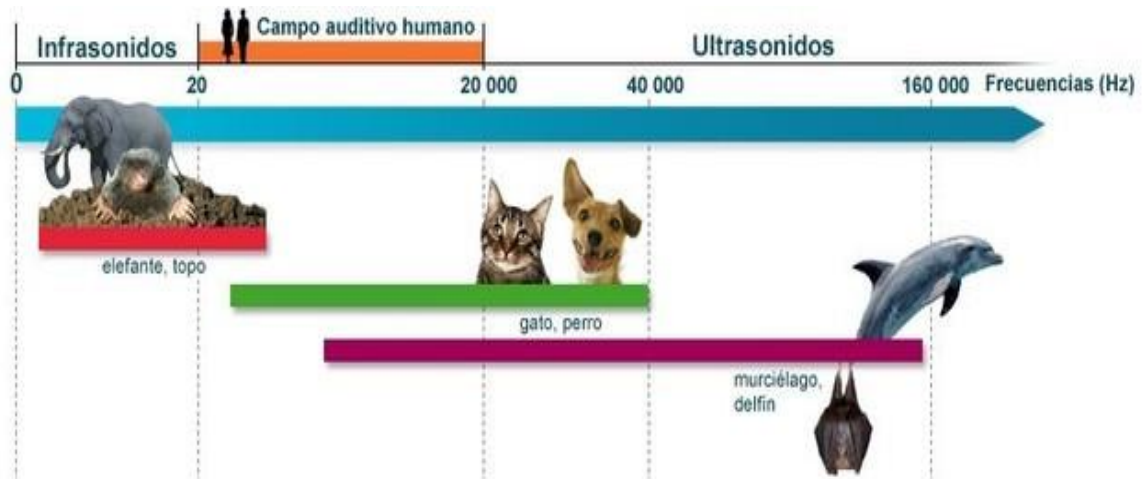 Infrasonidos
Campo auditivo humano
Ultrasonidos
0
20
20 000
40 000
160 000
Frecuencias (Hz)
elefante, topo
gato, perro
murciélago,
delfin